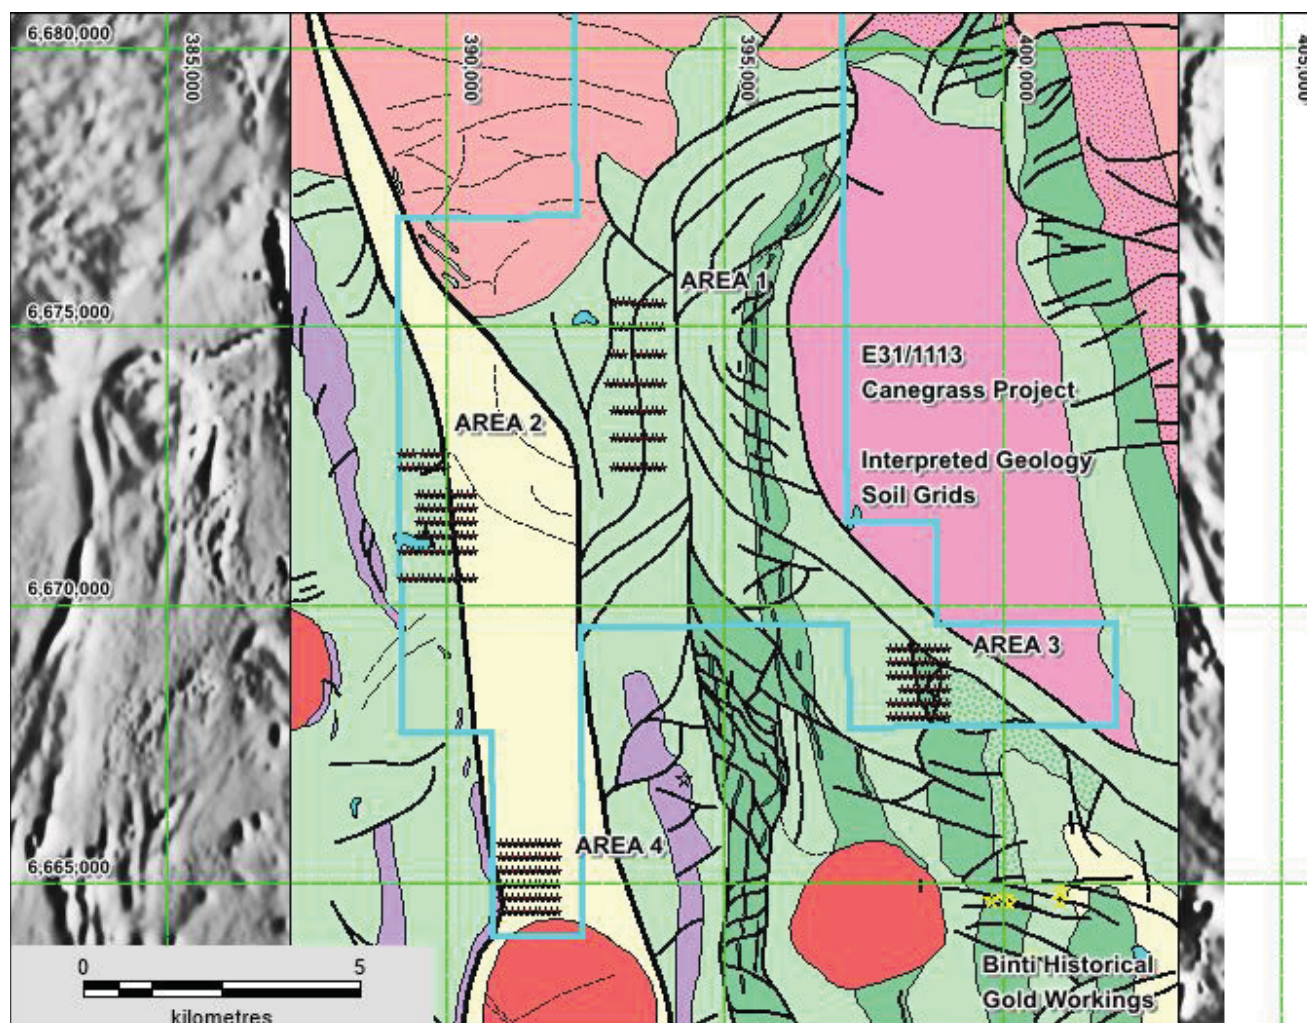 6,680,000
385,000
390,000
395,000
400,000
405,000
AREA 1
6,675,000
E31/1113
Canegrass Project
AREA 2
Interpreted Geology
Soil Grids
6,670,000
AREA 3
AREA 4
6,665,000
0 5
kilometres
Binti Historical
Gold Workings